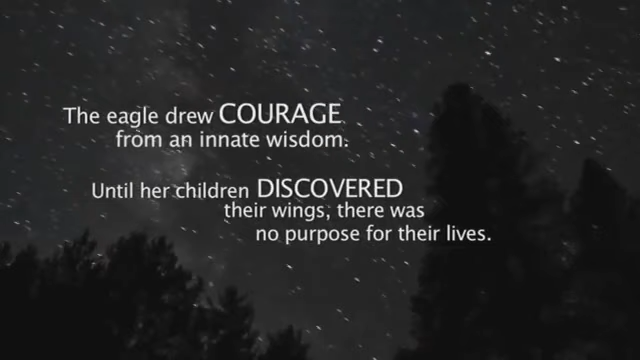 The eagle drew COURAGE
from an innate wisdom.
Until her children DISCOVERED
their wings, there was
no purpose for their lives.